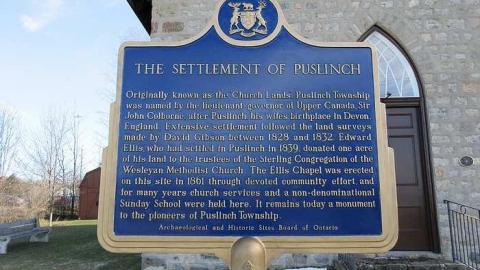 THE SETTLEMENT OF PUSLINCH
Originally known as the Church Lands, Puslinch Township
was named by the lieutenant-governor of Upper Canada, Sir
John Colborne, after Puslinch his wife's birthplace in Devon,
England. Extensive settlement followed the land surveys
made by David Gibson between 1828 and 1832. Edward
Ellis, who had settled in Puslinch in 1839, donated one acre
of his land to the trustees of the Sterling Congregation of the
Wesleyan Methodist Church. The Ellis Chapel was erected
on this site in 1861 through devoted community effort and
for many years church services and a non-denominational
Sunday School were held here. It remains today a monument
to the pioneers of Puslinch Township.
Archaeological and Historic Sites Board of Ontario